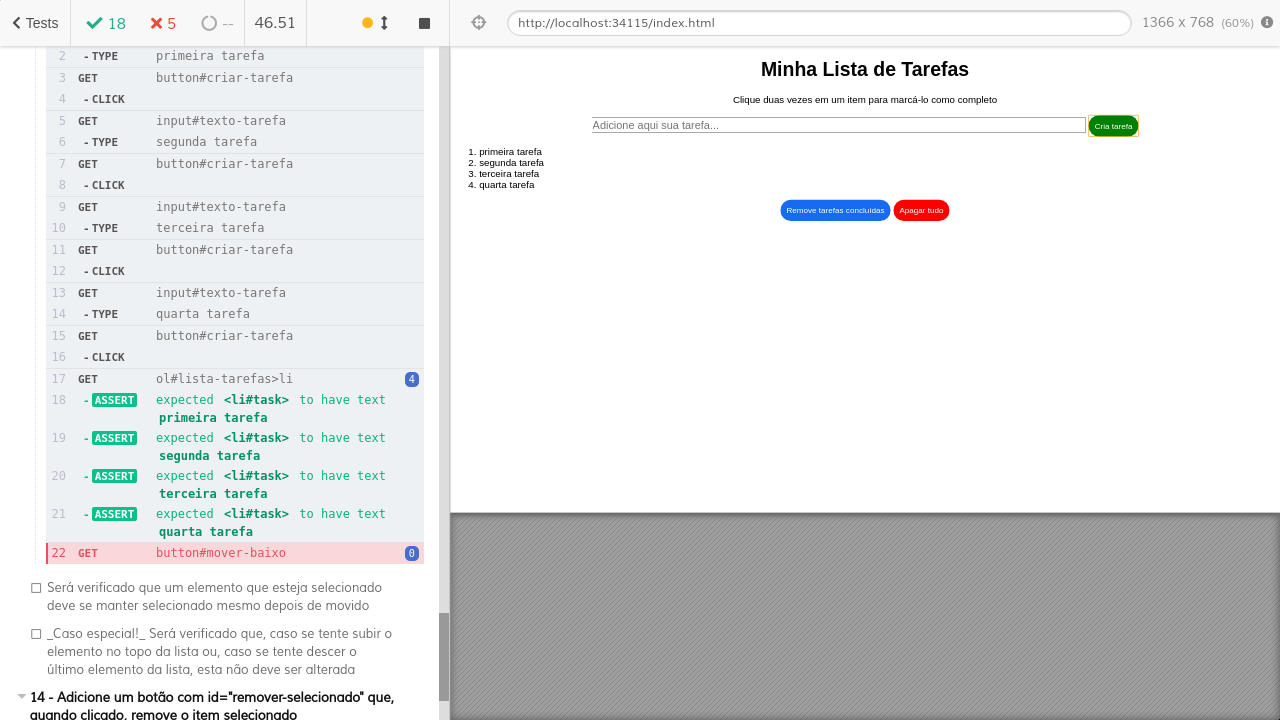 Tests
18
5
--
46.51
http://localhost:34115/index.html
1366 x 768 (60%)
2 - TYPE primeira tarefa
3 GET button#criar-tarefa
4 - CLICK
5 GET input#texto-tarefa
6 - TYPE segunda tarefa
7 GET button#criar-tarefa
8 - CLICK
9 GET input#texto-tarefa
10 - TYPE terceira tarefa
11 GET button#criar-tarefa
12 - CLICK
13 GET input#texto-tarefa
14 - TYPE quarta tarefa
15 GET button#criar-tarefa
16 - CLICK
17 GET ol#lista-tarefas>li 4
18 - ASSERT expected <li#task> to have text
primeira tarefa
19 - ASSERT expected <li#task> to have text
segunda tarefa
20 - ASSERT expected <li#task> to have text
terceira tarefa
21 - ASSERT expected <li#task> to have text
quarta tarefa
22 GET button#mover-baixo 0
Será verificado que um elemento que esteja selecionado
deve se manter selecionado mesmo depois de movido
_Caso especial!_ Será verificado que, caso se tente subir o
elemento no topo da lista ou, caso se tente descer o
último elemento da lista, esta não deve ser alterada
14 - Adicione um botão com id="remover-selecionado" que,
quando clicado, remove o item selecionado
Minha Lista de Tarefas
Clique duas vezes em um item para marcá-lo como completo
Adicione aqui sua tarefa...
Cria tarefa
1. primeira tarefa
2. segunda tarefa
3. terceira tarefa
4. quarta tarefa
Remove tarefas concluidas
Apagar tudo